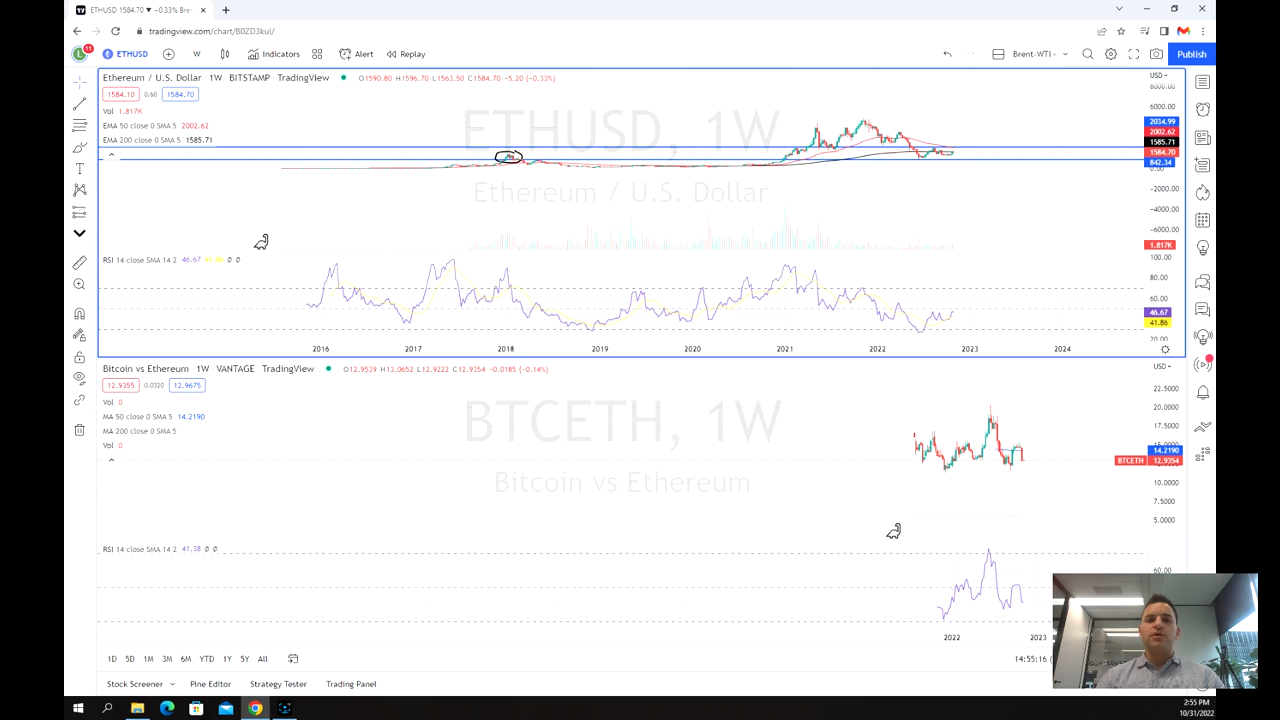 ETHUSD 1584.70 ▼ −0.33% Bre
tradingview.com/chart/B0ZD3kul/
11
ETHUSD
W
Indicators
Alert
Replay
Brent-WTI -
Publish
Ethereum / U.S. Dollar 1W BITSTAMP TradingView
O1590.80 H1596.70 L1563.50 C1584.70 −5.20 (−0.33%)
1584.10 0.60 1584.70
Vol 1.817K
EMA 50 close 0 SMA 5 2002.62
EMA 200 close 0 SMA 5 1585.71
ETHUSD, 1W
Ethereum / U.S. Dollar
USD
8000.00
6000.00
2034.99
2002.62
1585.71
1584.70
842.34
0.00
−2000.00
−4000.00
−6000.00
1.817K
RSI 14 close SMA 14 2 46.67 Ø Ø
100.00
80.00
60.00
46.67
41.86
20.00
2016 2017 2018 2019 2020 2021 2022 2023 2024
Bitcoin vs Ethereum 1W VANTAGE TradingView
O12.9539 H13.0652 L12.9222 C12.9354 −0.0185 (−0.14%)
12.9355 0.0320 12.9675
Vol 0
MA 50 close 0 SMA 5 14.2190
MA 200 close 0 SMA 5
Vol 0
BTCETH, 1W
Bitcoin vs Ethereum
USD
22.5000
20.0000
17.5000
14.2190
BTCETH 12.9354
10.0000
7.5000
5.0000
RSI 14 close SMA 14 2 41.38 Ø Ø
60.00
2022 2023
1D 5D 1M 3M 6M YTD 1Y 5Y All
14:55:16 (
Stock Screener Pine Editor Strategy Tester Trading Panel
2:55 PM
10/31/2022